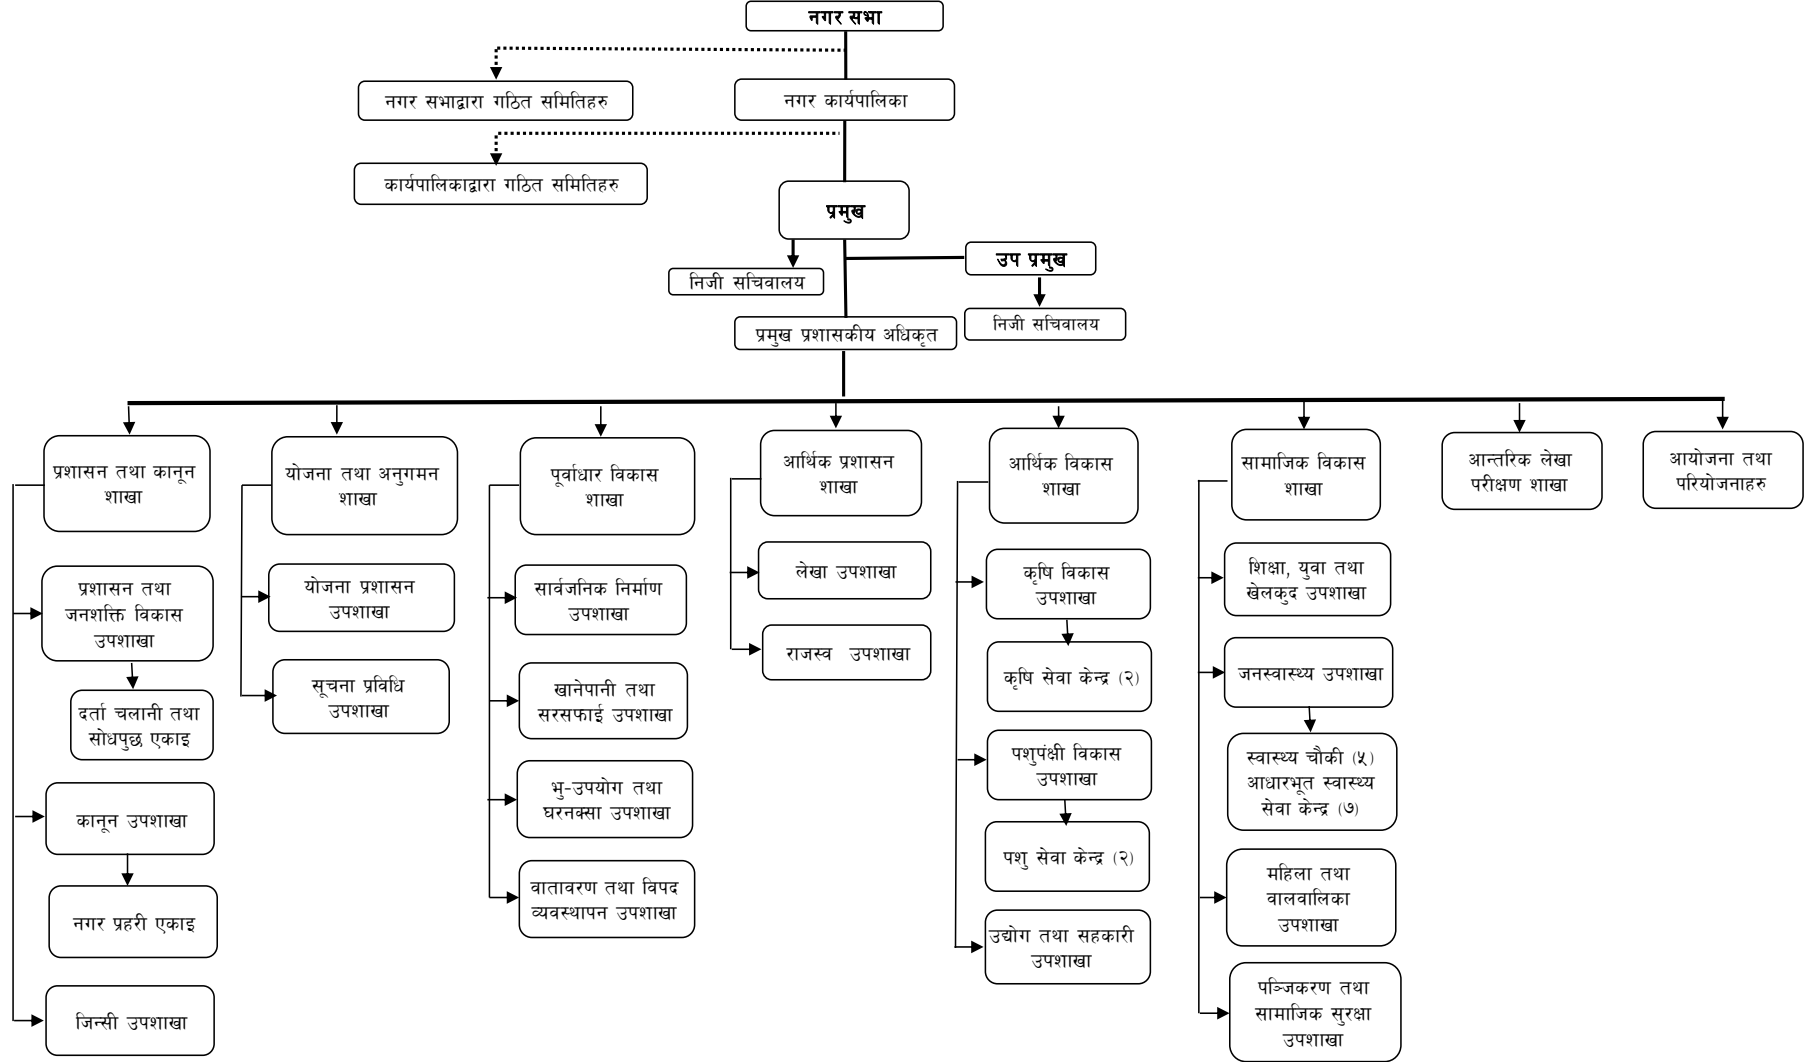 नगर सभा
नगर सभाद्वारा गठित समितिहरु
नगर कार्यपालिका
कार्यपालिकाद्वारा गठित समितिहरु
प्रमुख
उप प्रमुख
निजी सचिवालय
निजी सचिवालय
प्रमुख प्रशासकीय अधिकृत
प्रशासन तथा कानून
शाखा
प्रशासन तथा
जनशक्ति विकास
उपशाखा
दर्ता चलानी तथा
सोधपुछ एकाइ
कानून उपशाखा
नगर प्रहरी एकाइ
जिन्सी उपशाखा
योजना तथा अनुगमन
शाखा
योजना प्रशासन
उपशाखा
सूचना प्रविधि
उपशाखा
पूर्वाधार विकास
शाखा
सार्वजनिक निर्माण
उपशाखा
खानेपानी तथा
सरसफाई उपशाखा
भु-उपयोग तथा
घरनक्सा उपशाखा
वातावरण तथा विपद
व्यवस्थापन उपशाखा
आर्थिक प्रशासन
शाखा
लेखा उपशाखा
राजस्व उपशाखा
आर्थिक विकास
शाखा
कृषि विकास
उपशाखा
कृषि सेवा केन्द्र (२)
पशुपंक्षी विकास
उपशाखा
पशु सेवा केन्द्र (२)
उद्योग तथा सहकारी
उपशाखा
सामाजिक विकास
शाखा
शिक्षा, युवा तथा
खेलकुद उपशाखा
जनस्वास्थ्य उपशाखा
स्वास्थ्य चौकी (५)
आधारभूत स्वास्थ्य
सेवा केन्द्र (७)
महिला तथा
वालवालिका
उपशाखा
पञ्जिकरण तथा
सामाजिक सुरक्षा
उपशाखा
आन्तरिक लेखा
परीक्षण शाखा
आयोजना तथा
परियोजनाहरु